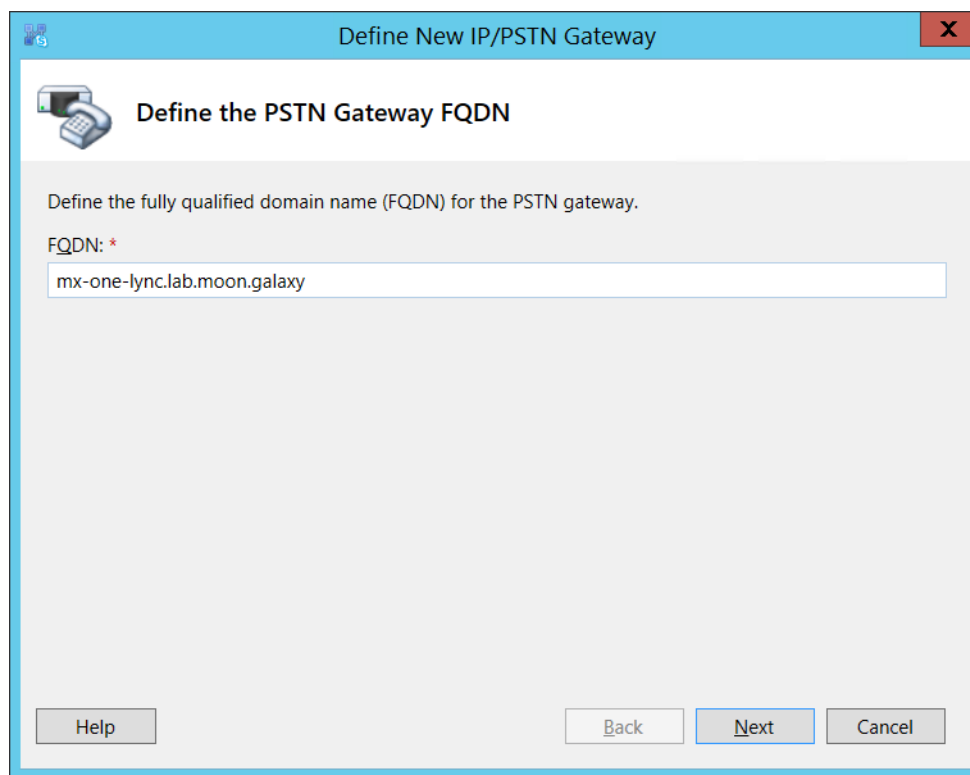 Define New IP/PSTN Gateway
X
Define the PSTN Gateway FQDN
Define the fully qualified domain name (FQDN) for the PSTN gateway.
FQDN: *
mx-one-lync.lab.moon.galaxy
Help Back Next Cancel